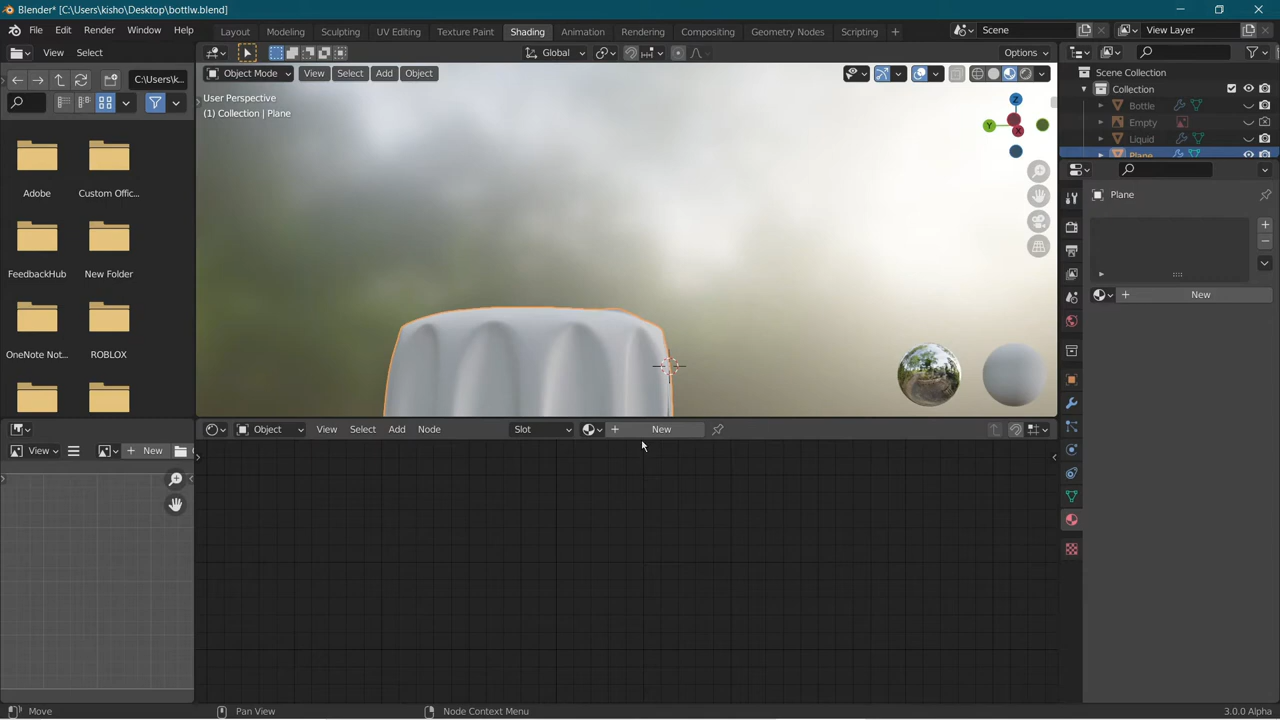 Blender* [C:\Users\kisho\Desktop\bottlw.blend]
File Edit Render Window Help Layout Modeling Sculpting UV Editing Texture Paint Shading Animation Rendering Compositing Geometry Nodes Scripting Scene View Layer
View Select Global Options
C:\Users\k... Object Mode View Select Add Object Scene Collection
Collection
User Perspective Bottle
(1) Collection | Plane Empty
Liquid
Plane
Z
Y
X
Adobe Custom Offic... Plane
FeedbackHub New Folder
New
OneNote Not... ROBLOX
Object View Select Add Node Slot New
View New
Move Pan View Node Context Menu 3.0.0 Alpha